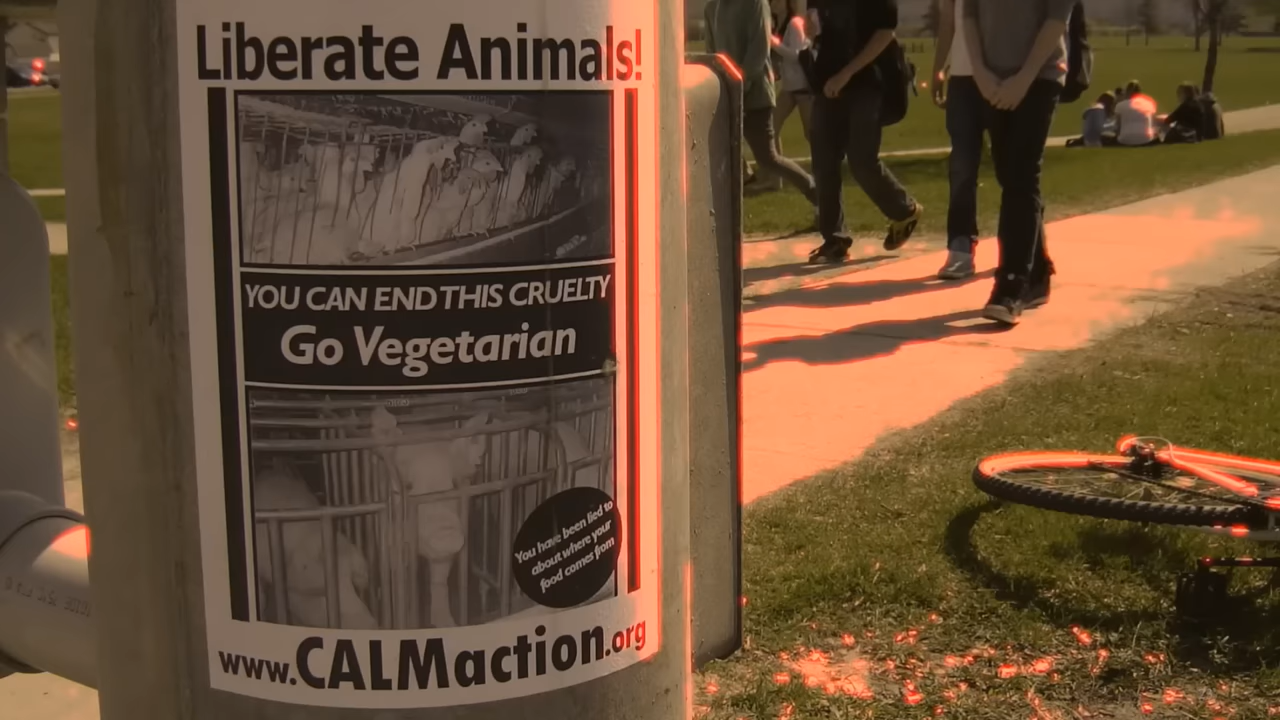 Liberate Animals!
YOU CAN END THIS CRUELTY
Go Vegetarian
You have been lied to
about where your
food comes from
www.CALMaction.org